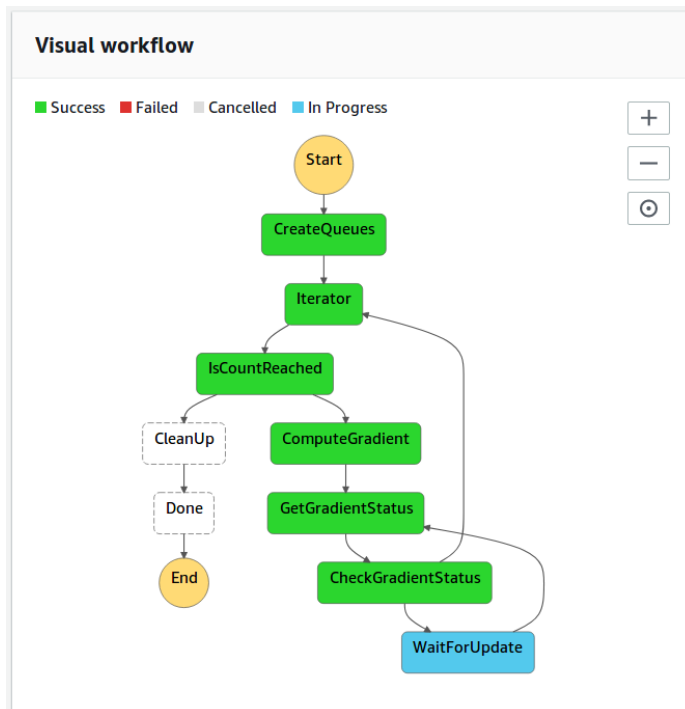 Visual workflow
Success Failed Cancelled In Progress
Start
CreateQueues
Iterator
IsCountReached
CleanUp ComputeGradient
Done GetGradientStatus
End CheckGradientStatus
WaitForUpdate